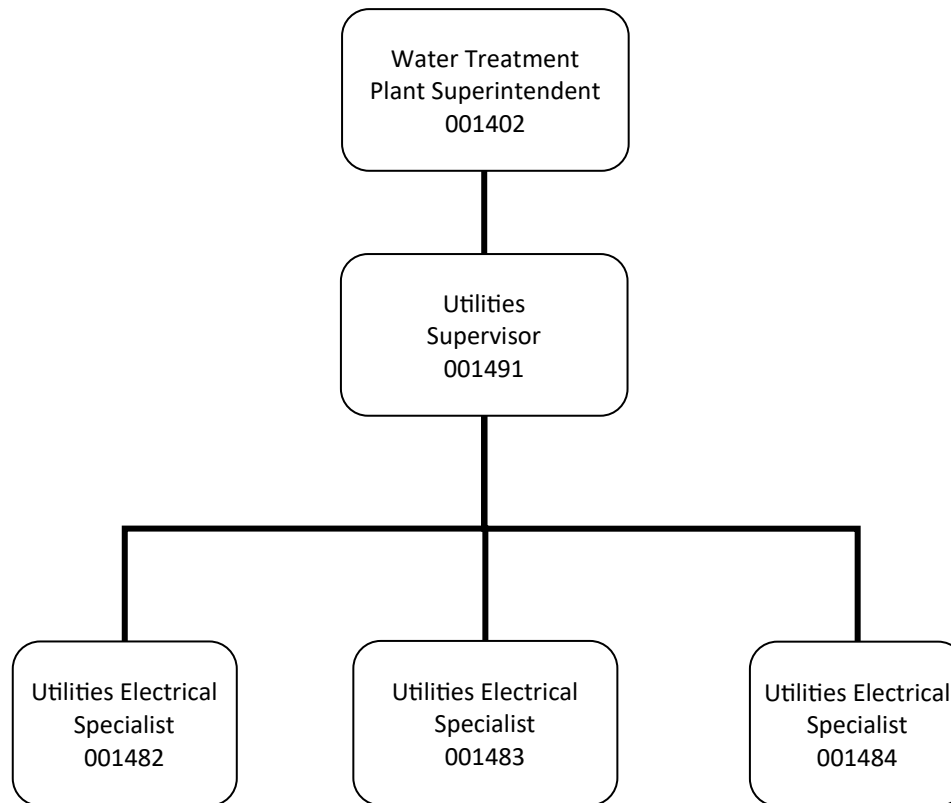 Water Treatment
Plant Superintendent
001402
Utilities
Supervisor
001491
Utilities Electrical
Specialist
001482
Utilities Electrical
Specialist
001483
Utilities Electrical
Specialist
001484